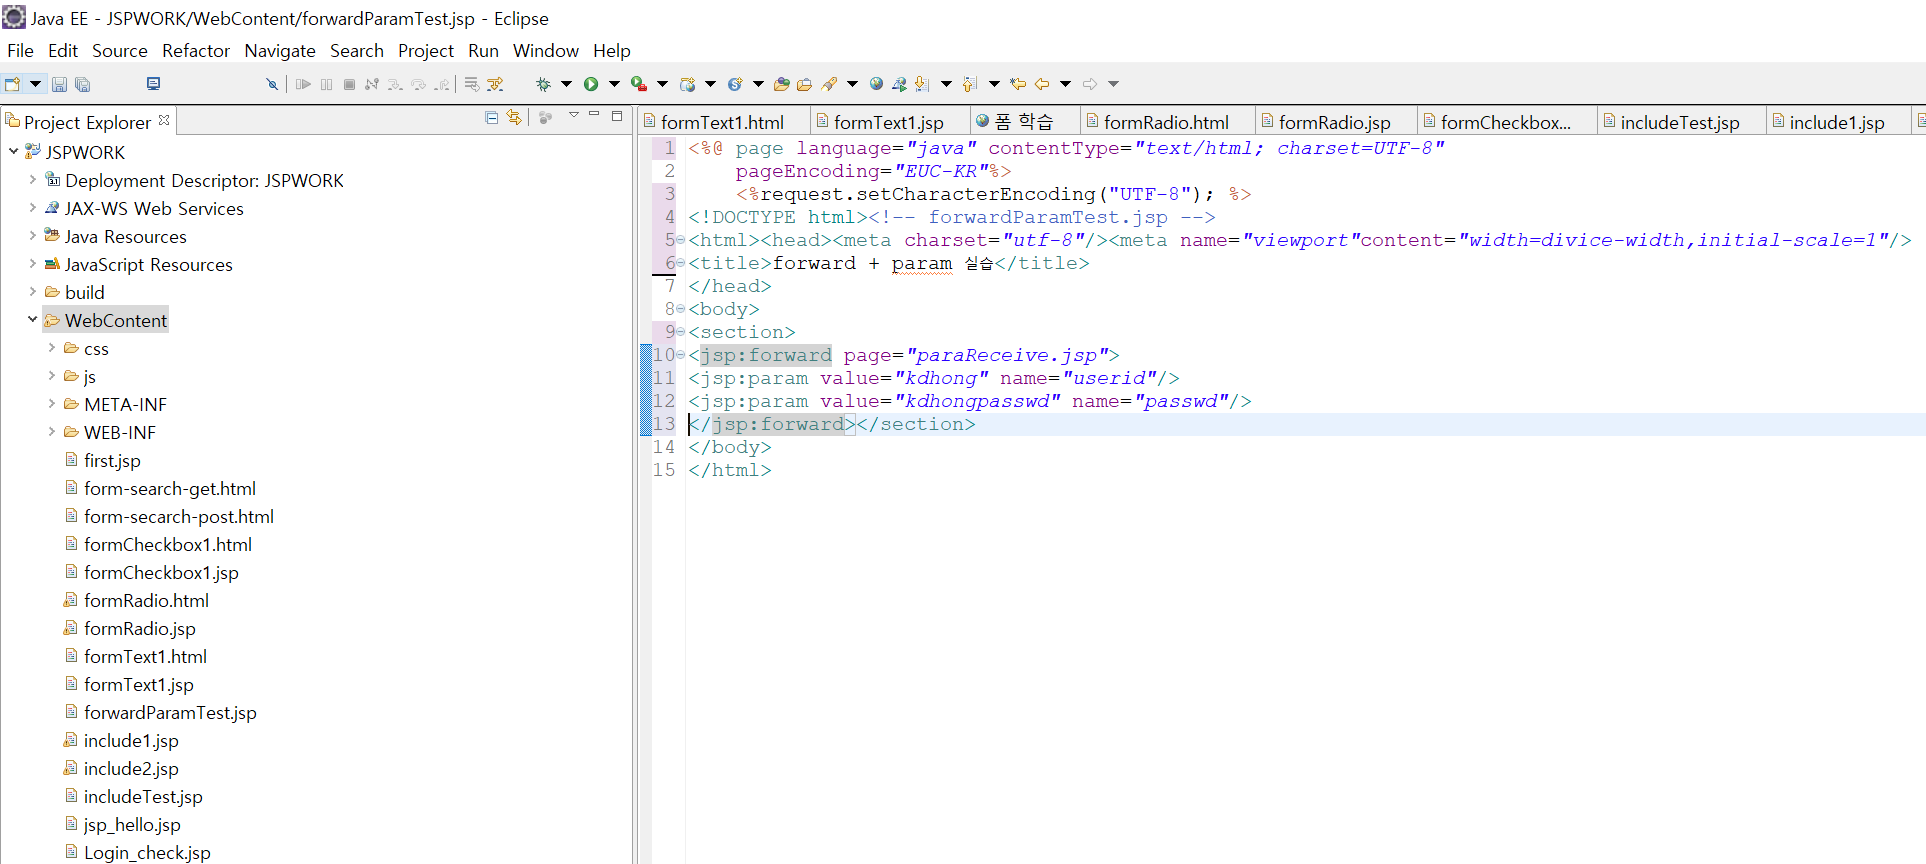 Java EE - JSPWORK/WebContent/forwardParamTest.jsp - Eclipse
File Edit Source Refactor Navigate Search Project Run Window Help
Project Explorer
JSPWORK
Deployment Descriptor: JSPWORK
JAX-WS Web Services
Java Resources
JavaScript Resources
build
WebContent
css
js
META-INF
WEB-INF
first.jsp
form-search-get.html
form-secarch-post.html
formCheckbox1.html
formCheckbox1.jsp
formRadio.html
formRadio.jsp
formText1.html
formText1.jsp
forwardParamTest.jsp
include1.jsp
include2.jsp
includeTest.jsp
jsp_hello.jsp
Login_check.jsp
formText1.html formText1.jsp 폼 학습 formRadio.html formRadio.jsp formCheckbox... includeTest.jsp include1.jsp
1 <%@ page language="java" contentType="text/html; charset=UTF-8"
2 pageEncoding="EUC-KR"%>
3 <%request.setCharacterEncoding("UTF-8"); %>
4 <!DOCTYPE html><!-- forwardParamTest.jsp -->
5 <html><head><meta charset="utf-8"/><meta name="viewport"content="width=divice-width,initial-scale=1"/>
6 <title>forward + param 실습</title>
7 </head>
8 <body>
9 <section>
10 <jsp:forward page="paraReceive.jsp">
11 <jsp:param value="kdhong" name="userid"/>
12 <jsp:param value="kdhongpasswd" name="passwd"/>
13 </jsp:forward></section>
14 </body>
15 </html>